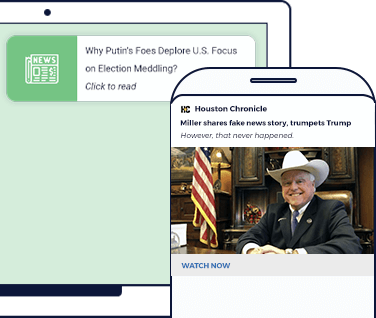 NEWS
Why Putin's Foes Deplore U.S. Focus
on Election Meddling?
Click to read
HC Houston Chronicle
Miller shares fake news story, trumpets Trump
However, that never happened.
WATCH NOW